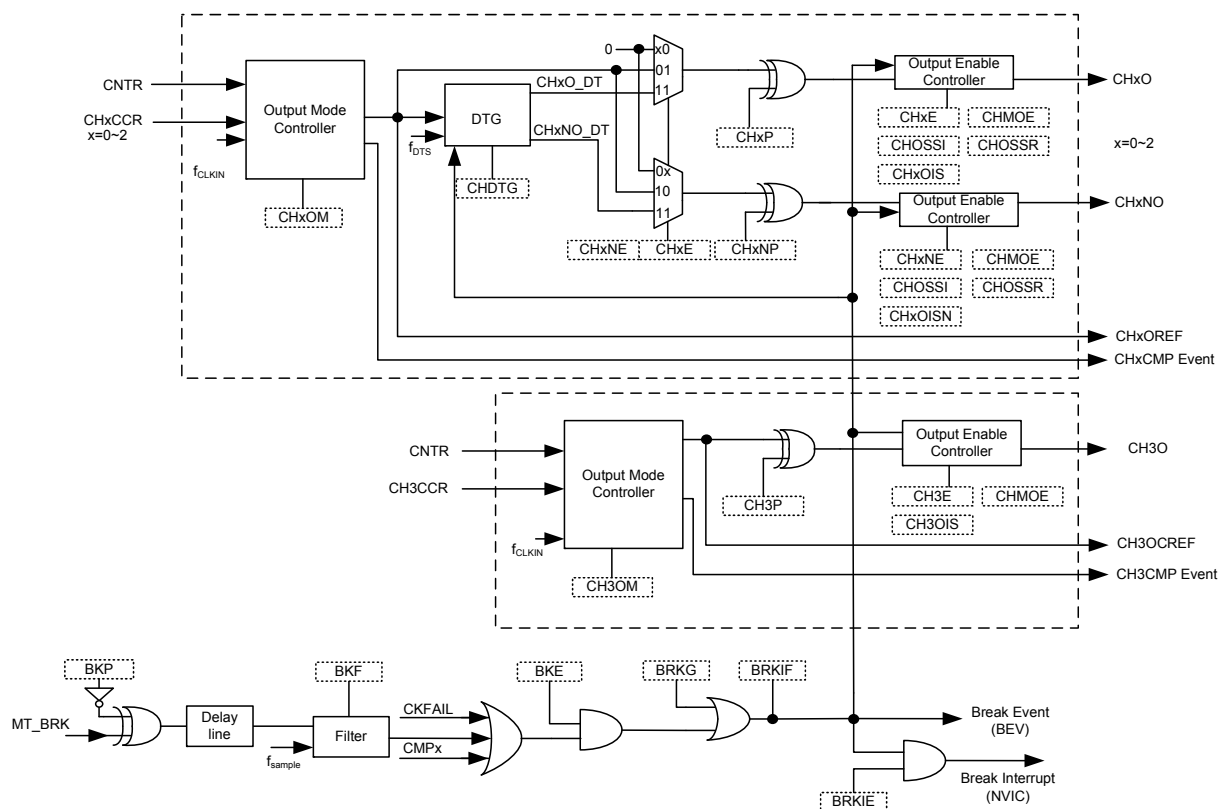 CNTR
CHxCCR
x=0~2
fCLKIN
Output Mode
Controller
CHxOM
fDTS
DTG
CHDTG
CHxO_DT
CHxNO_DT
0
x0
01
11
0x
10
11
CHxNE
CHxE
CHxP
CHxNP
Output Enable
Controller
CHxE
CHMOE
CHOSSI
CHOSSR
CHxOIS
CHxO
x=0~2
Output Enable
Controller
CHxNE
CHMOE
CHOSSI
CHOSSR
CHxOISN
CHxNO
CHxOREF
CHxCMP Event
CNTR
CH3CCR
fCLKIN
Output Mode
Controller
CH3OM
CH3P
Output Enable
Controller
CH3E
CHMOE
CH3OIS
CH3O
CH3OCREF
CH3CMP Event
BKP
MT_BRK
Delay
line
BKF
Filter
fsample
CKFAIL
CMPx
BKE
BRKG
BRKIF
Break Event
(BEV)
BRKIE
Break Interrupt
(NVIC)